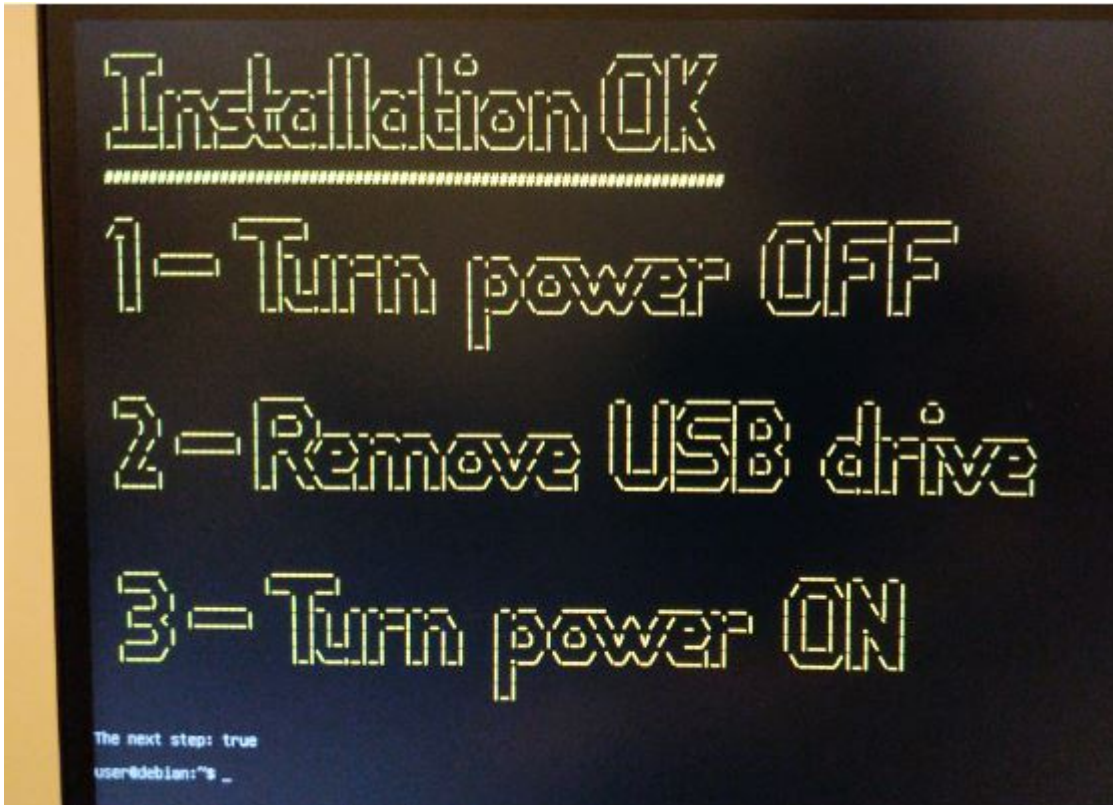 Installation OK
############################################################
1-Turn power OFF
2-Remove USB drive
3-Turn power ON
The next step: true
user@debian:~$ _